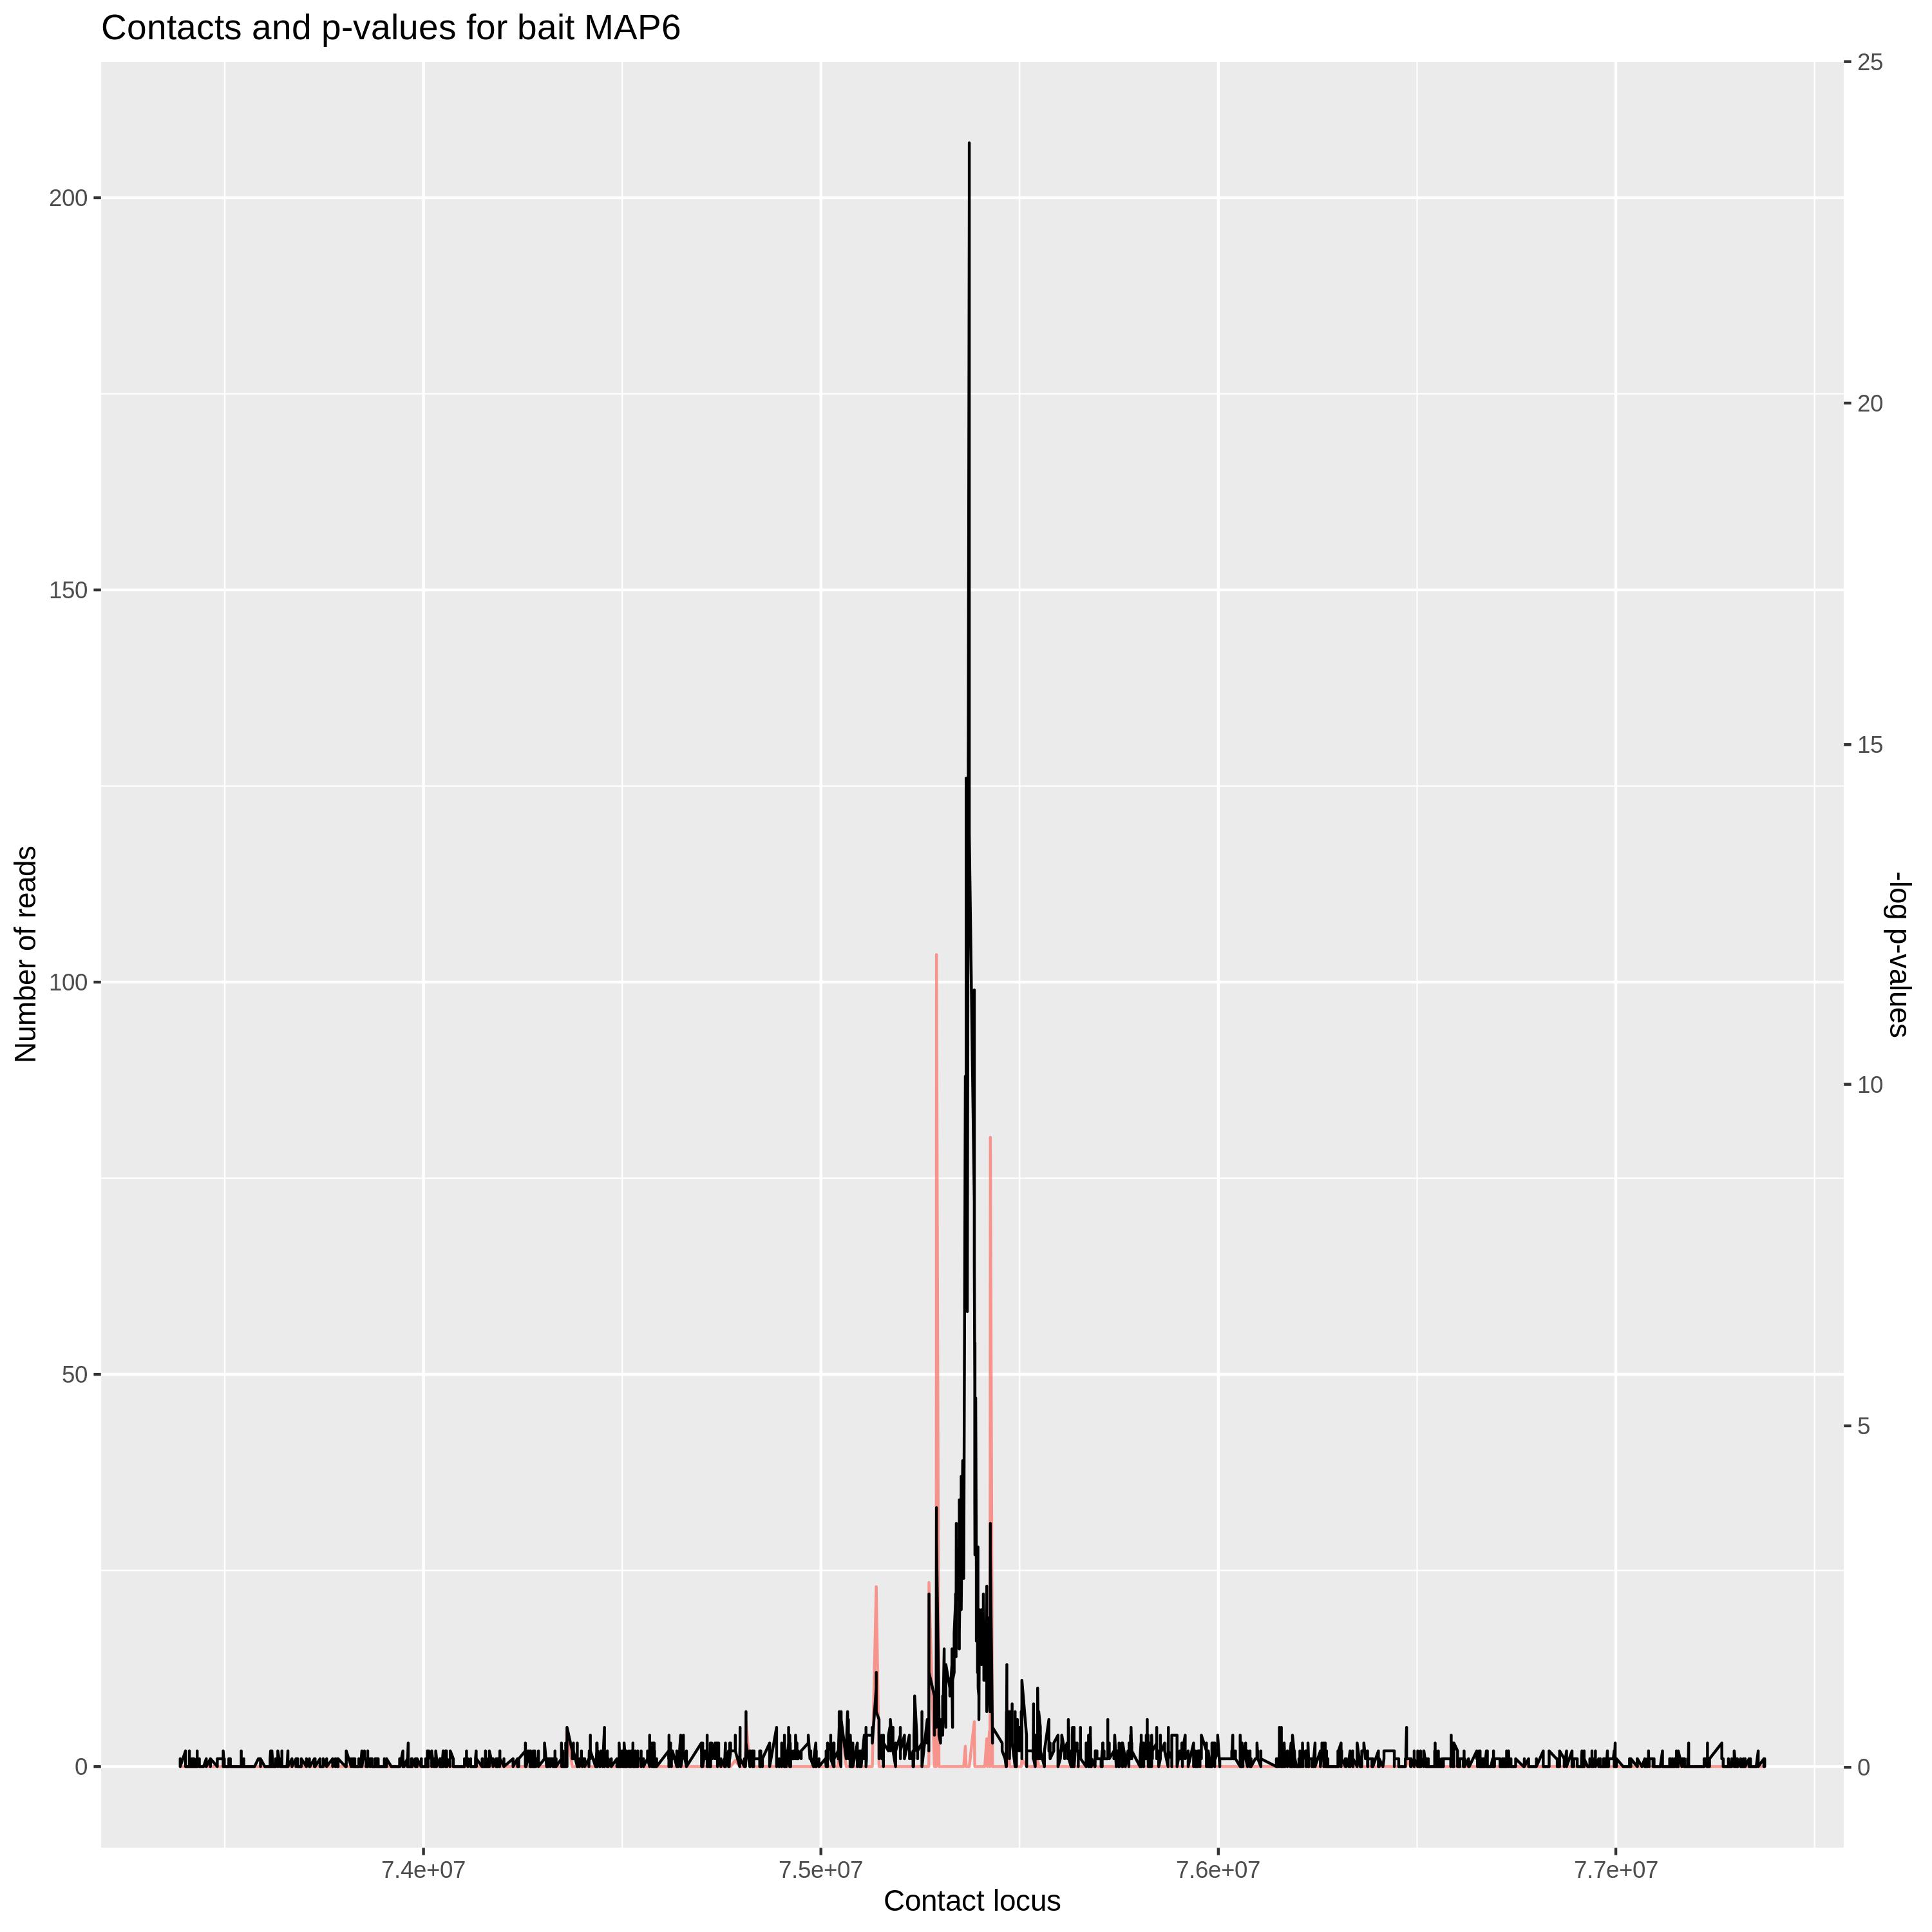 Contacts and p-values for bait MAP6
Number of reads
200
150
100
50
0
25
20
15
10
5
0
-log p-values
7.4e+07
7.5e+07
7.6e+07
7.7e+07
Contact locus